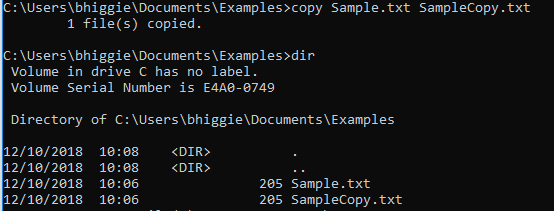 C:\Users\bhiggie\Documents\Examples>copy Sample.txt SampleCopy.txt
        1 file(s) copied.
C:\Users\bhiggie\Documents\Examples>dir
 Volume in drive C has no label.
 Volume Serial Number is E4A0-0749
 Directory of C:\Users\bhiggie\Documents\Examples
12/10/2018  10:08    <DIR>          .
12/10/2018  10:08    <DIR>          ..
12/10/2018  10:06               205 Sample.txt
12/10/2018  10:06               205 SampleCopy.txt